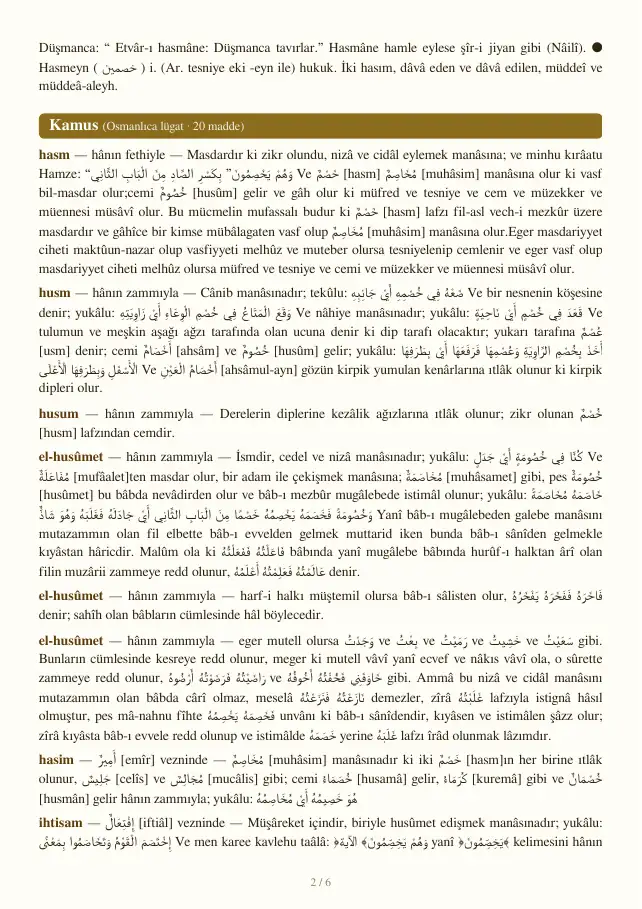 Düşmanca: “ Etvâr-ı hasmâne: Düşmanca tavırlar.” Hasmâne hamle eylese şîr-i jiyan gibi (Nâilî). ●
Hasmeyn ( خصمين ) i. (Ar. tesniye eki -eyn ile) hukuk. İki hasım, dâvâ eden ve dâvâ edilen, müddeî ve
müddeâ-aleyh.
Kamus (Osmanlıca lügat · 20 madde)
hasm — hânın fethiyle — Masdardır ki zikr olundu, nizâ ve cidâl eylemek manâsına; ve minhu kırâatu
Hamze: “وَهُمْ يَخْصِمُونَ” بِكَسْرِ الصَّادِ مِنَ الْبَابِ الثَّانِي Ve خَصْمٌ [hasm] مُخَاصِمٌ [muhâsim] manâsına olur ki vasf
bil-masdar olur;cemi خُصُومٌ [husûm] gelir ve gâh olur ki müfred ve tesniye ve cem ve müzekker ve
müennesi müsâvî olur. Bu mücmelin mufassalı budur ki خَصْمٌ [hasm] lafzı fil-asl vech-i mezkûr üzere
masdardır ve gâhîce bir kimse mübâlagaten vasf olup مُخَاصِمٌ [muhâsim] manâsına olur.Eger masdariyyet
ciheti maktûun-nazar olup vasfiyyeti melhûz ve muteber olursa tesniyelenip cemlenir ve eger vasf olup
masdariyyet ciheti melhûz olursa müfred ve tesniye ve cemi ve müzekker ve müennesi müsâvî olur.
husm — hânın zammıyla — Cânib manâsınadır; tekûlu: ضَعْهُ فِي خُصْمِهِ أَيْ جَانِبِهِ Ve bir nesnenin köşesine
denir; yukâlu: وَقَعَ الْمَتَاعُ فِي خُصْمِ الْوِعَاءِ أَيْ زَاوِيَتِهِ Ve nâhiye manâsınadır; yukâlu: قَعَدَ فِي خُصْمٍ أَيْ نَاحِيَةٍ Ve
tulumun ve meşkin aşağı ağzı tarafında olan ucuna denir ki dip tarafı olacaktır; yukarı tarafına عُصْمٌ
[usm] denir; cemi أَخْصَامٌ [ahsâm] ve خُصُومٌ [husûm] gelir; yukâlu: أَخَذَ بِخُصْمِ الرَّاوِيَةِ وَعُصْمِهَا فَرَفَعَهَا أَيْ بِطَرَفِهَا
الْأَسْفَلِ وَبِطَرَفِهَا الْأَعْلَى Ve أَخْصَامُ الْعَيْنِ [ahsâmul-ayn] gözün kirpik yumulan kenârlarına ıtlâk olunur ki kirpik
dipleri olur.
husum — hânın zammıyla — Derelerin diplerine kezâlik ağızlarına ıtlâk olunur; zikr olunan خُصْمٌ
[husm] lafzından cemdir.
el-husûmet — hânın zammıyla — İsmdir, cedel ve nizâ manâsınadır; yukâlu: كُنَّا فِي خُصُومَةٍ أَيْ جَدَلٍ Ve
مُفَاعَلَةٌ [mufâalet]ten masdar olur, bir adam ile çekişmek manâsına; مُخَاصَمَةٌ [muhâsamet] gibi, pes خُصُومَةٌ
[husûmet] bu bâbda nevâdirden olur ve bâb-ı mezbûr mugâlebede istimâl olunur; yukâlu: خَاصَمَهُ مُخَاصَمَةً
وَخُصُومَةً فَخَصَمَهُ يَخْصِمُهُ خَصْمًا مِنَ الْبَابِ الثَّانِي أَيْ جَادَلَهُ فَغَلَبَهُ وَهُوَ شَاذٌّ Yanî bâb-ı mugâlebeden galebe manâsını
mutazammın olan fil elbette bâb-ı evvelden gelmek muttarid iken bunda bâb-ı sânîden gelmekle
kıyâstan hâricdir. Malûm ola ki فَاعَلْتُهُ فَفَعَلْتُهُ bâbında yanî mugâlebe bâbında hurûf-ı halktan ârî olan
filin muzârii zammeye redd olunur, عَالَمْتُهُ فَعَلِمْتُهُ أَعْلُمُهُ denir.
el-husûmet — hânın zammıyla — harf-i halkı müştemil olursa bâb-ı sâlisten olur, فَاخَرَهُ فَفَخَرَهُ يَفْخَرُهُ
denir; sahîh olan bâbların cümlesinde hâl böylecedir.
el-husûmet — hânın zammıyla — eger mutell olursa وَجَدْتُ ve بِعْتُ ve رَمَيْتُ ve خَشِيتُ ve سَعَيْتُ gibi.
Bunların cümlesinde kesreye redd olunur, meger ki mutell vâvî yanî ecvef ve nâkıs vâvî ola, o sûrette
zammeye redd olunur, رَاضَيْتُهُ فَرَضَوْتُهُ أَرْضُوهُ ve خَاوَفَنِي فَخُفْتُهُ أَخُوفُهُ gibi. Ammâ bu nizâ ve cidâl manâsını
mutazammın olan bâbda cârî olmaz, meselâ نَازَعْتُهُ فَنَزَعْتُهُ demezler, zîrâ غَلَبْتُهُ lafzıyla istignâ hâsıl
olmuştur, pes mâ-nahnu fîhte فَخَصَمَهُ يَخْصِمُهُ unvânı ki bâb-ı sânîdendir, kıyâsen ve istimâlen şâzz olur;
zîrâ kıyâsta bâb-ı evvele redd olunup ve istimâlde خَصَمَهُ yerine غَلَبَهُ lafzı îrâd olunmak lâzımdır.
hasim — أَمِيرٌ [emîr] vezninde — مُخَاصِمٌ [muhâsim] manâsınadır ki iki خَصْمٌ [hasm]ın her birine ıtlâk
olunur, جَلِيسٌ [celîs] ve مُجَالِسٌ [mucâlis] gibi; cemi خُصَمَاءُ [husamâ] gelir, كُرَمَاءُ [kuremâ] gibi ve خُصْمَانٌ
[husmân] gelir hânın zammıyla; yukâlu: هُوَ خَصِيمُهُ أَيْ مُخَاصِمُهُ
ihtisam — إِفْتِعَالٌ [iftiâl] vezninde — Müşâreket içindir, biriyle husûmet edişmek manâsınadır; yukâlu:
إِخْتَصَمَ الْقَوْمُ وَتَخَاصَمُوا بِمَعْنًى Ve men karee kavlehu taâlâ: ﴿وَهُمْ يَخِصِّمُونَ﴾ الآية yanî ﴿يَخِصِّمُونَ﴾ kelimesini hânın
2 / 6